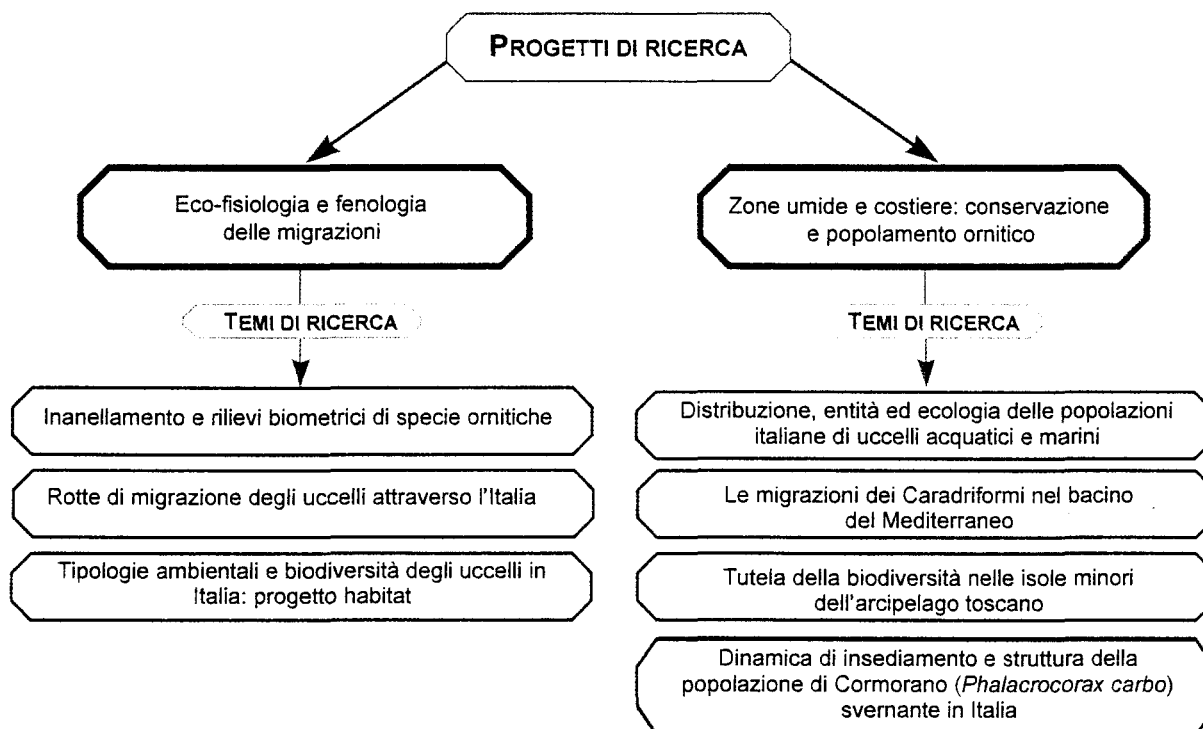 PROGETTI DI RICERCA
Eco-fisiologia e fenologia
delle migrazioni
TEMI DI RICERCA
Inanellamento e rilievi biometrici di specie ornitiche
Rotte di migrazione degli uccelli attraverso l'Italia
Tipologie ambientali e biodiversità degli uccelli in
Italia: progetto habitat
Zone umide e costiere: conservazione
e popolamento ornitico
TEMI DI RICERCA
Distribuzione, entità ed ecologia delle popolazioni
italiane di uccelli acquatici e marini
Le migrazioni dei Caradriformi nel bacino
del Mediterraneo
Tutela della biodiversità nelle isole minori
dell'arcipelago toscano
Dinamica di insediamento e struttura della
popolazione di Cormorano (Phalacrocorax carbo)
svernante in Italia